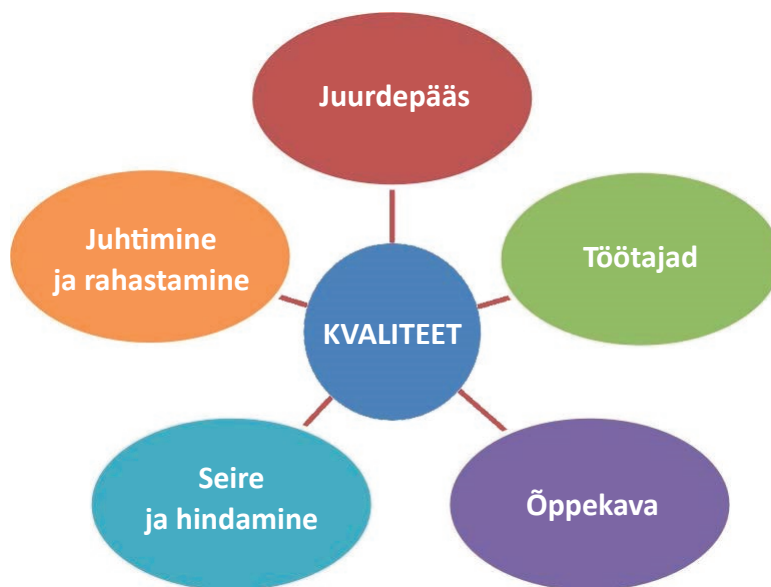 Juurdepääs
Juhtimine
ja rahastamine
Töötajad
KVALITEET
Seire
ja hindamine
Õppekava